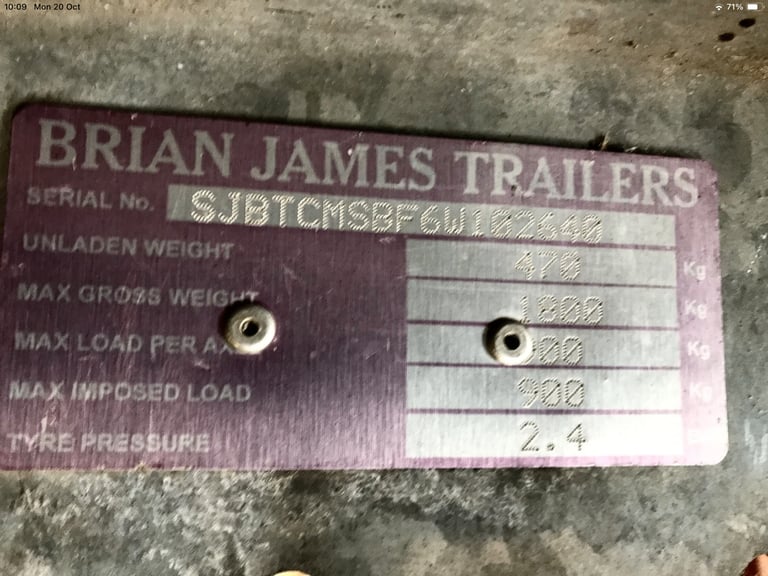 10:09 Mon 20 Oct 71%
BRIAN JAMES TRAILERS
SERIAL No. SJBTCMSBF6W102640
UNLADEN WEIGHT 470 Kg
MAX GROSS WEIGHT 1800 Kg
MAX LOAD PER Kg
MAX IMPOSED LOAD 900 Kg
TYRE PRESSURE 2.4